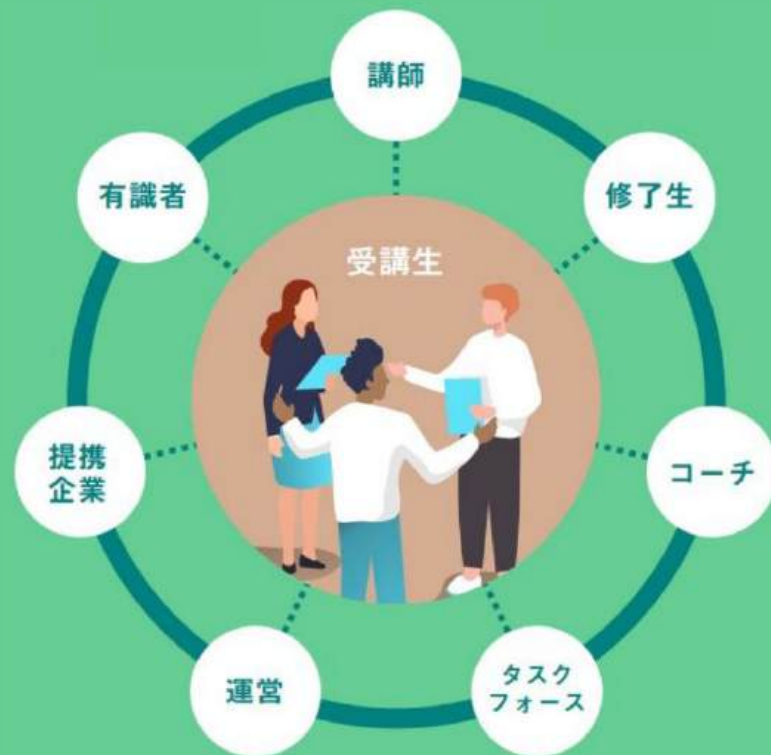 講師
有識者
修了生
受講生
提携
企業
コーチ
運営
タスク
フォース